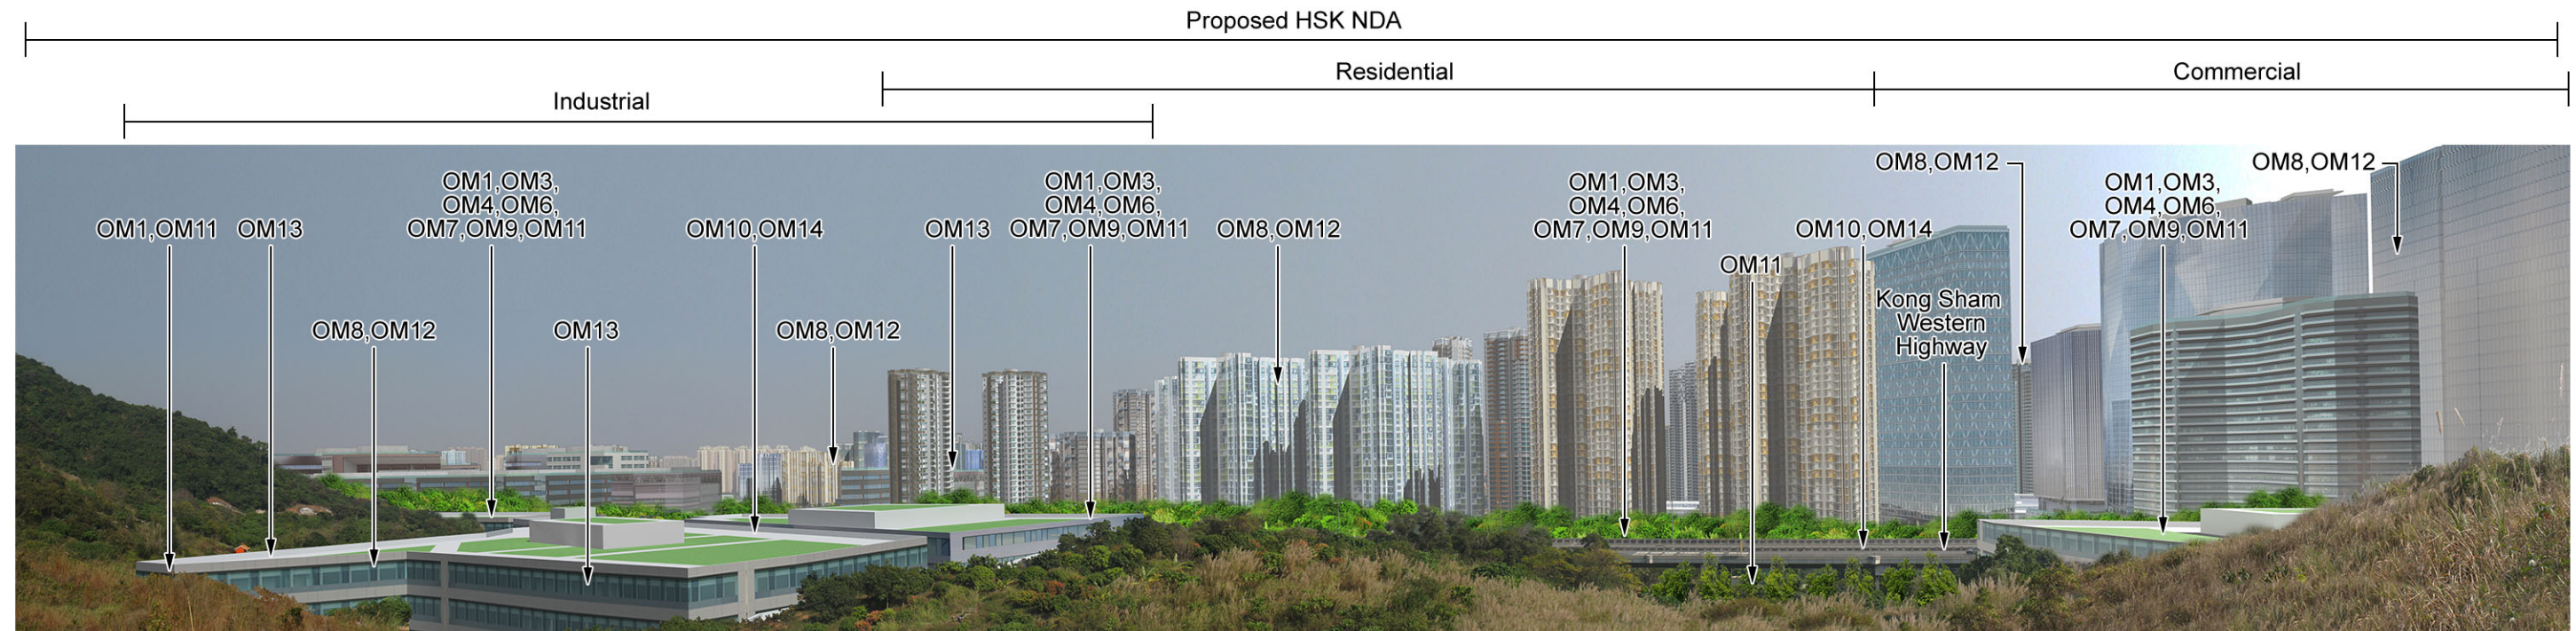 Proposed HSK NDA
Residential
Commercial
Industrial
OM1,OM11
OM13
OM8,OM12
OM1,OM3,
OM4,OM6,
OM7,OM9,OM11
OM13
OM10,OM14
OM8,OM12
OM13
OM1,OM3,
OM4,OM6,
OM7,OM9,OM11
OM8,OM12
OM1,OM3,
OM4,OM6,
OM7,OM9,OM11
OM11
OM10,OM14
Kong Sham
Western
Highway
OM8,OM12
OM1,OM3,
OM4,OM6,
OM7,OM9,OM11
OM8,OM12